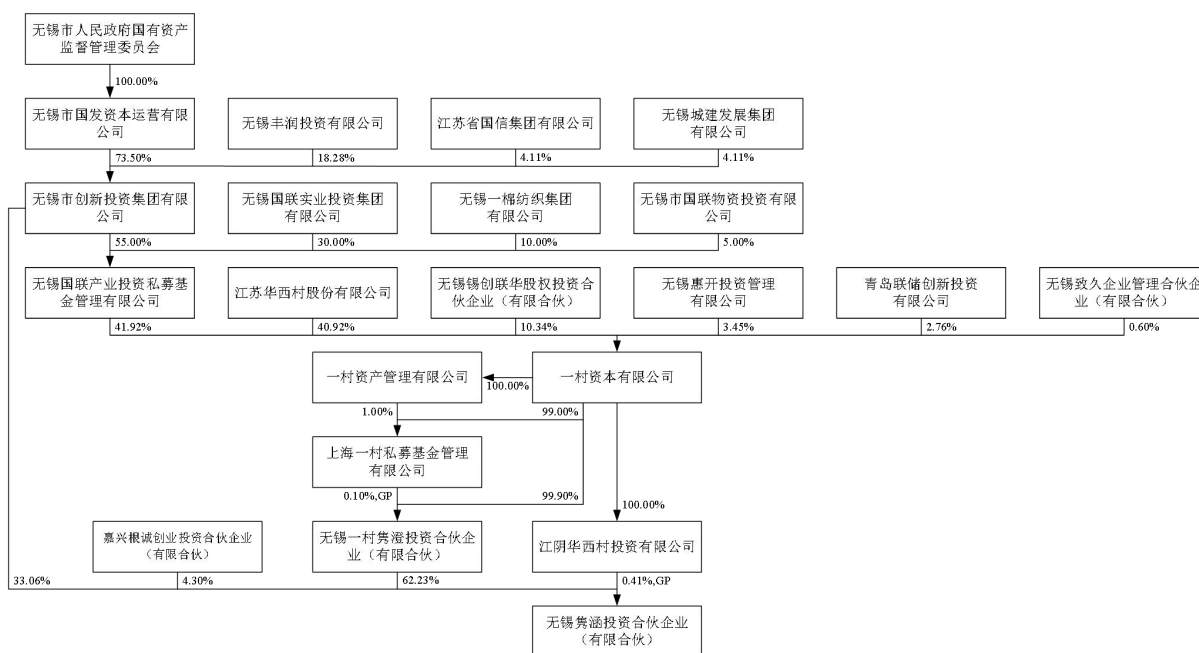 无锡市人民政府国有资产
监督管理委员会
100.00%
无锡市国发资本运营有限
公司
无锡丰润投资有限公司
江苏省国信集团有限公司
无锡城建发展集团
有限公司
73.50%
18.28%
4.11%
4.11%
无锡市创新投资集团有限
公司
无锡国联实业投资集团
有限公司
无锡一棉纺织集团
有限公司
无锡市国联物资投资有限
公司
55.00%
30.00%
10.00%
5.00%
无锡国联产业投资私募基
金管理有限公司
江苏华西村股份有限公司
无锡锡创联华股权投资合
伙企业（有限合伙）
无锡惠开投资管理
有限公司
青岛联储创新投资
有限公司
无锡致久企业管理合伙企
业（有限合伙）
41.92%
40.92%
10.34%
3.45%
2.76%
0.60%
一村资产管理有限公司
100.00%
一村资本有限公司
1.00%
99.00%
上海一村私募基金管理
有限公司
0.10%,GP
99.90%
100.00%
嘉兴根诚创业投资合伙企业
（有限合伙）
无锡一村隽澄投资合伙企
业（有限合伙）
江阴华西村投资有限公司
33.06%
4.30%
62.23%
0.41%,GP
无锡隽涵投资合伙企业
（有限合伙）